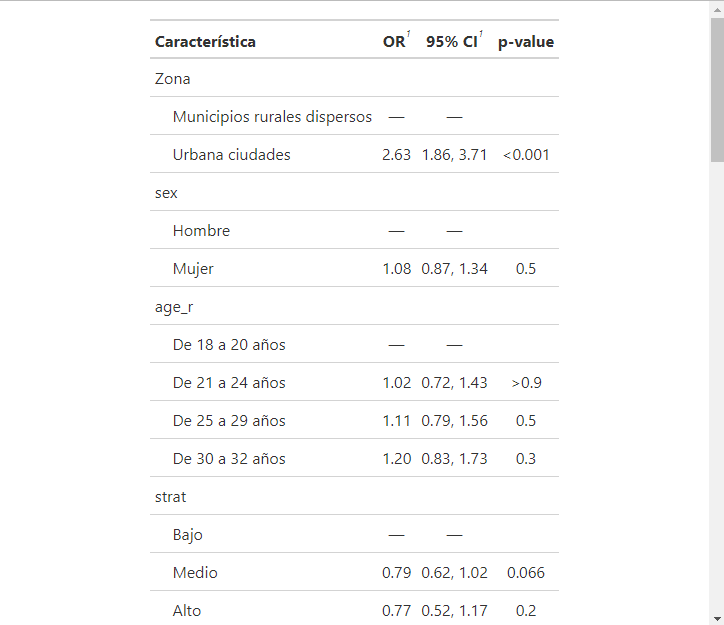 Característica OR¹ 95% CI¹ p-value
Zona
Municipios rurales dispersos — —
Urbana ciudades 2.63 1.86, 3.71 <0.001
sex
Hombre — —
Mujer 1.08 0.87, 1.34 0.5
age_r
De 18 a 20 años — —
De 21 a 24 años 1.02 0.72, 1.43 >0.9
De 25 a 29 años 1.11 0.79, 1.56 0.5
De 30 a 32 años 1.20 0.83, 1.73 0.3
strat
Bajo — —
Medio 0.79 0.62, 1.02 0.066
Alto 0.77 0.52, 1.17 0.2